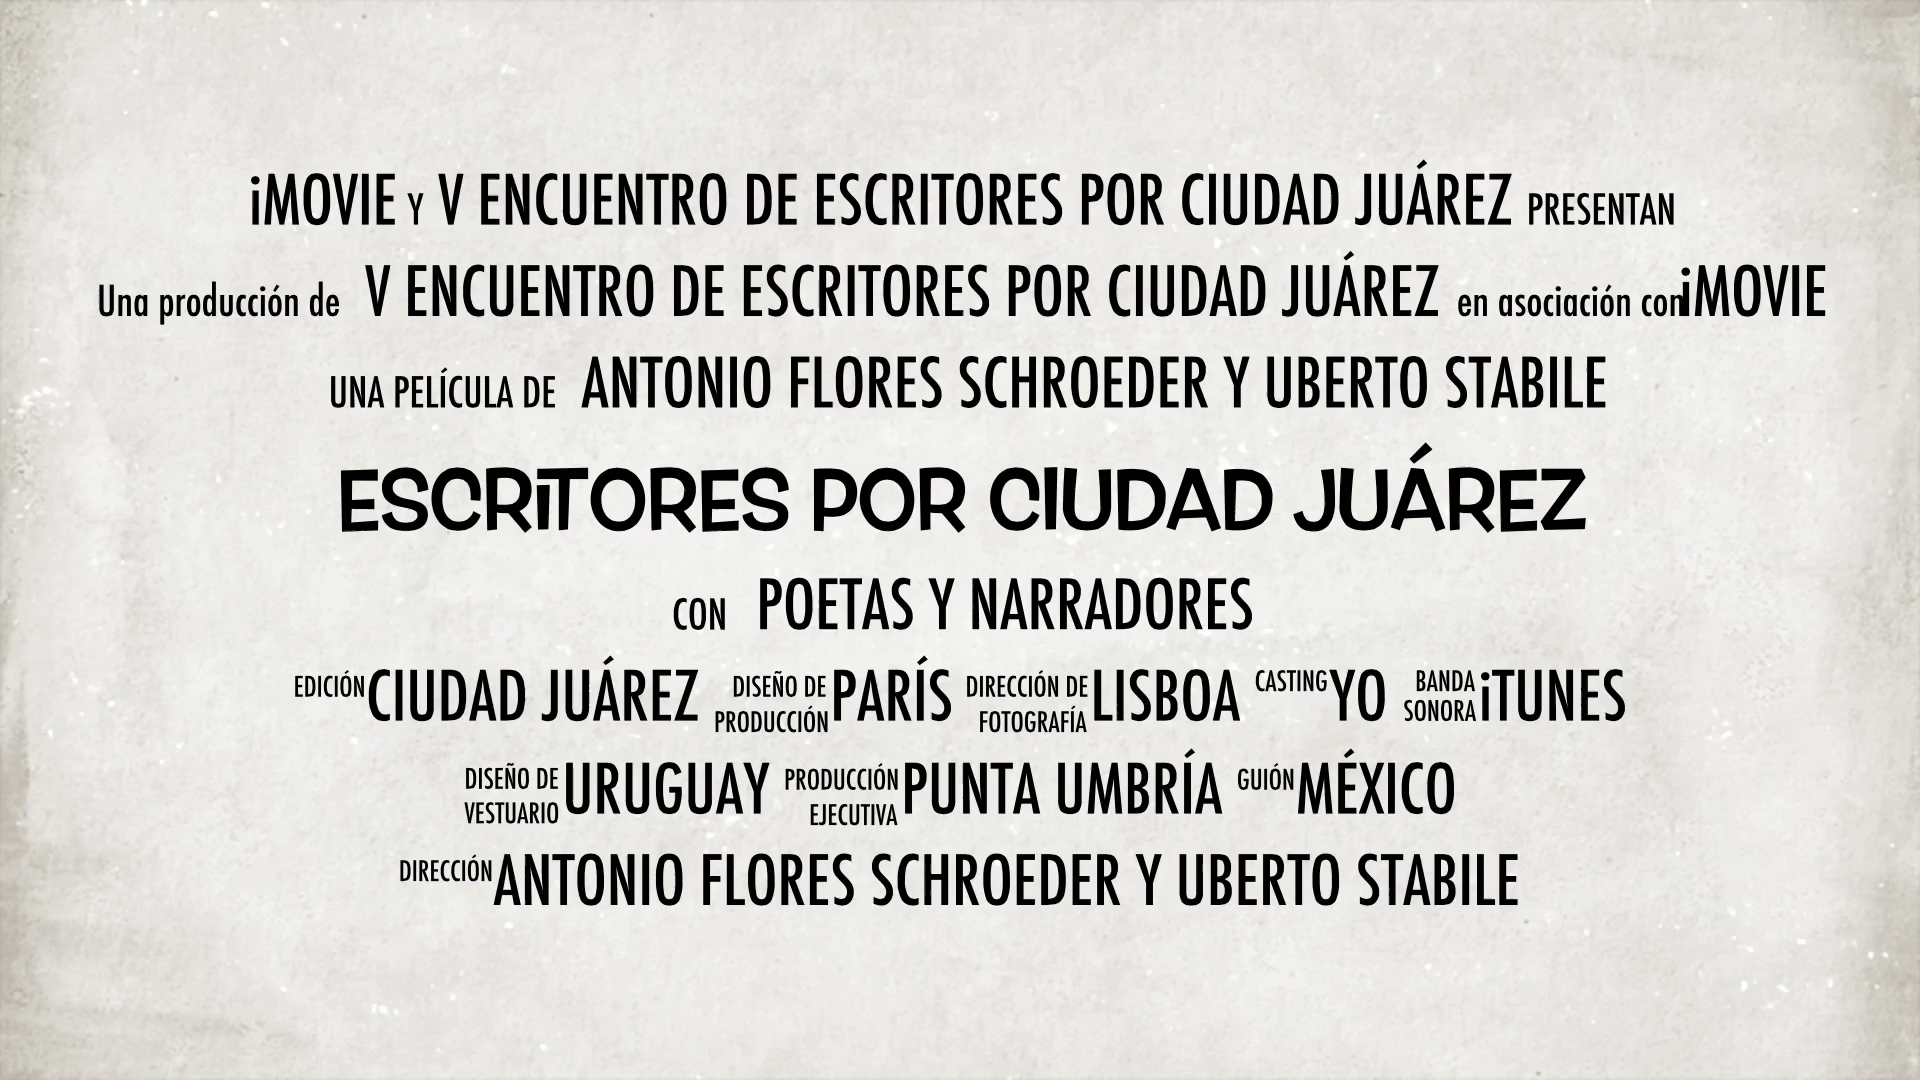 iMOVIE Y V ENCUENTRO DE ESCRITORES POR CIUDAD JUÁREZ PRESENTAN
Una producción de V ENCUENTRO DE ESCRITORES POR CIUDAD JUÁREZ en asociación con iMOVIE
UNA PELÍCULA DE ANTONIO FLORES SCHROEDER Y UBERTO STABILE
ESCRiTORES POR CIUDAD JUÁREZ
CON POETAS Y NARRADORES
EDICIÓN CIUDAD JUÁREZ DISEÑO DE PRODUCCIÓN PARÍS DIRECCIÓN DE FOTOGRAFÍA LISBOA CASTING YO BANDA SONORA iTUNES
DISEÑO DE VESTUARIO URUGUAY PRODUCCIÓN EJECUTIVA PUNTA UMBRÍA GUIÓN MÉXICO
DIRECCIÓN ANTONIO FLORES SCHROEDER Y UBERTO STABILE